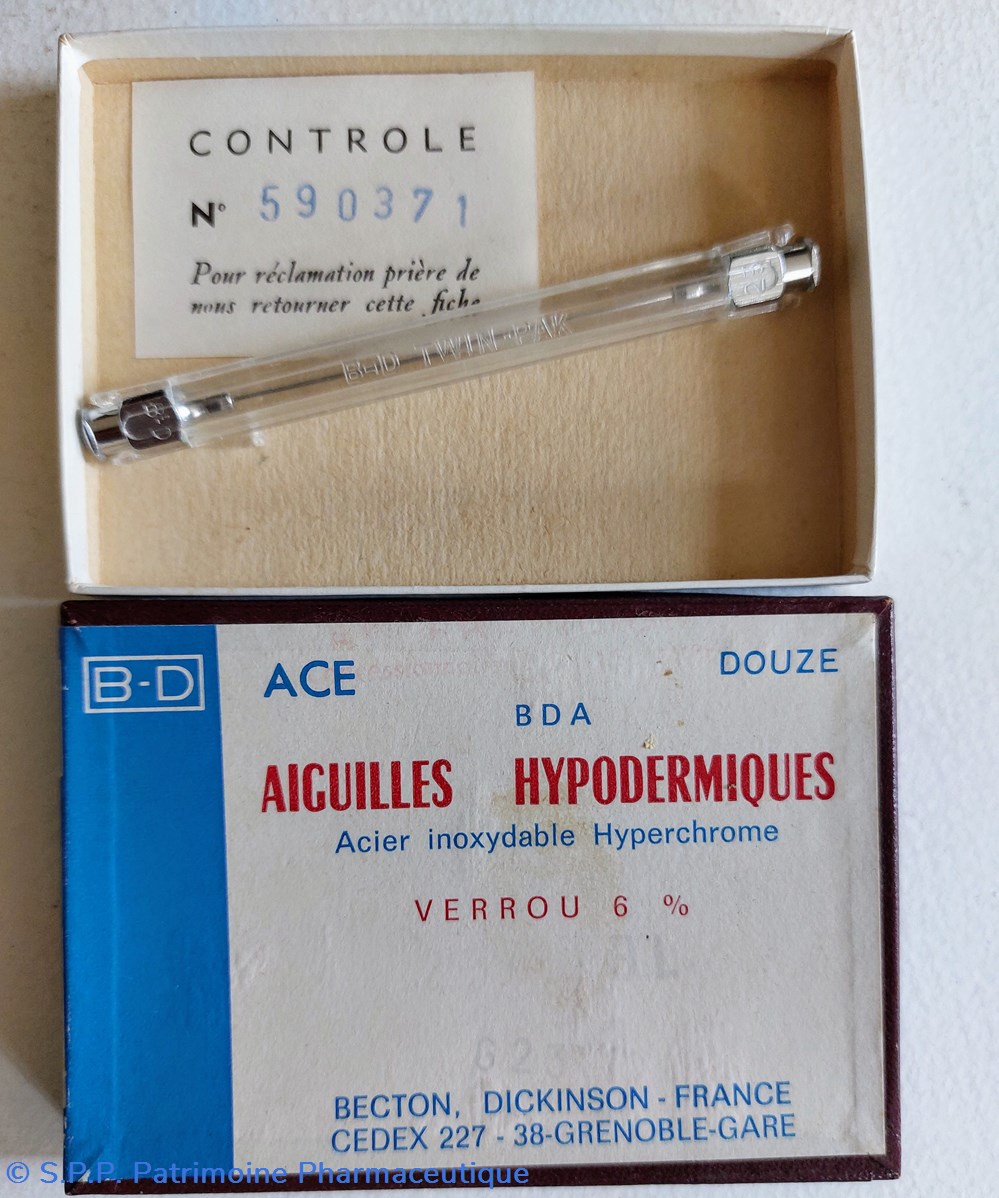 CONTROLE
N° 590371
Pour réclamation prière de
nous retourner cette fiche
B-D TWIN-PAK
B-D
B-D
ACE
DOUZE
BDA
AIGUILLES HYPODERMIQUES
Acier inoxydable Hyperchrome
VERROU 6 %
BECTON, DICKINSON - FRANCE
CEDEX 227 - 38-GRENOBLE-GARE
© S.P.P. Patrimoine Pharmaceutique